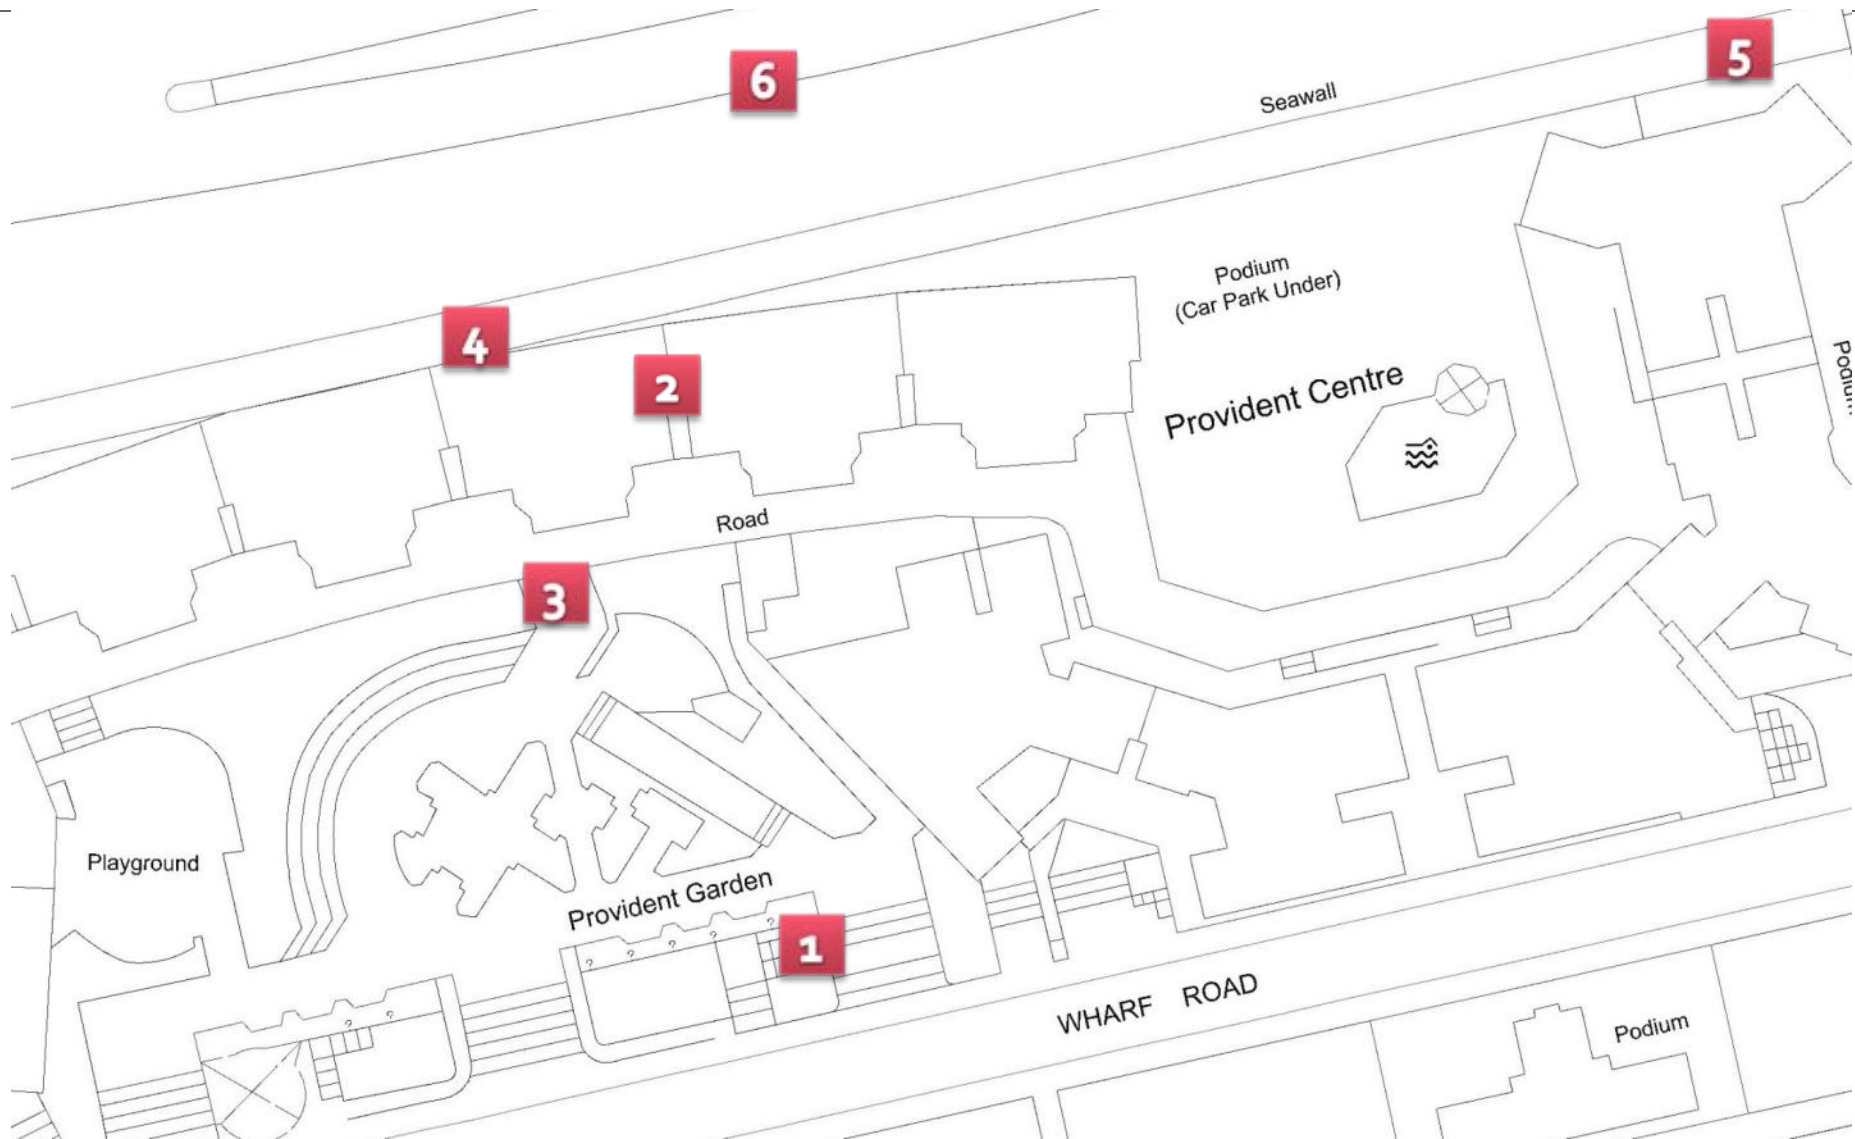 5
6
Seawall
Podium
(Car Park Under)
4
2
Provident Centre
Podium
Road
3
Playground
Provident Garden
?
?
?
?
?
1
?
?
WHARF ROAD
Podium